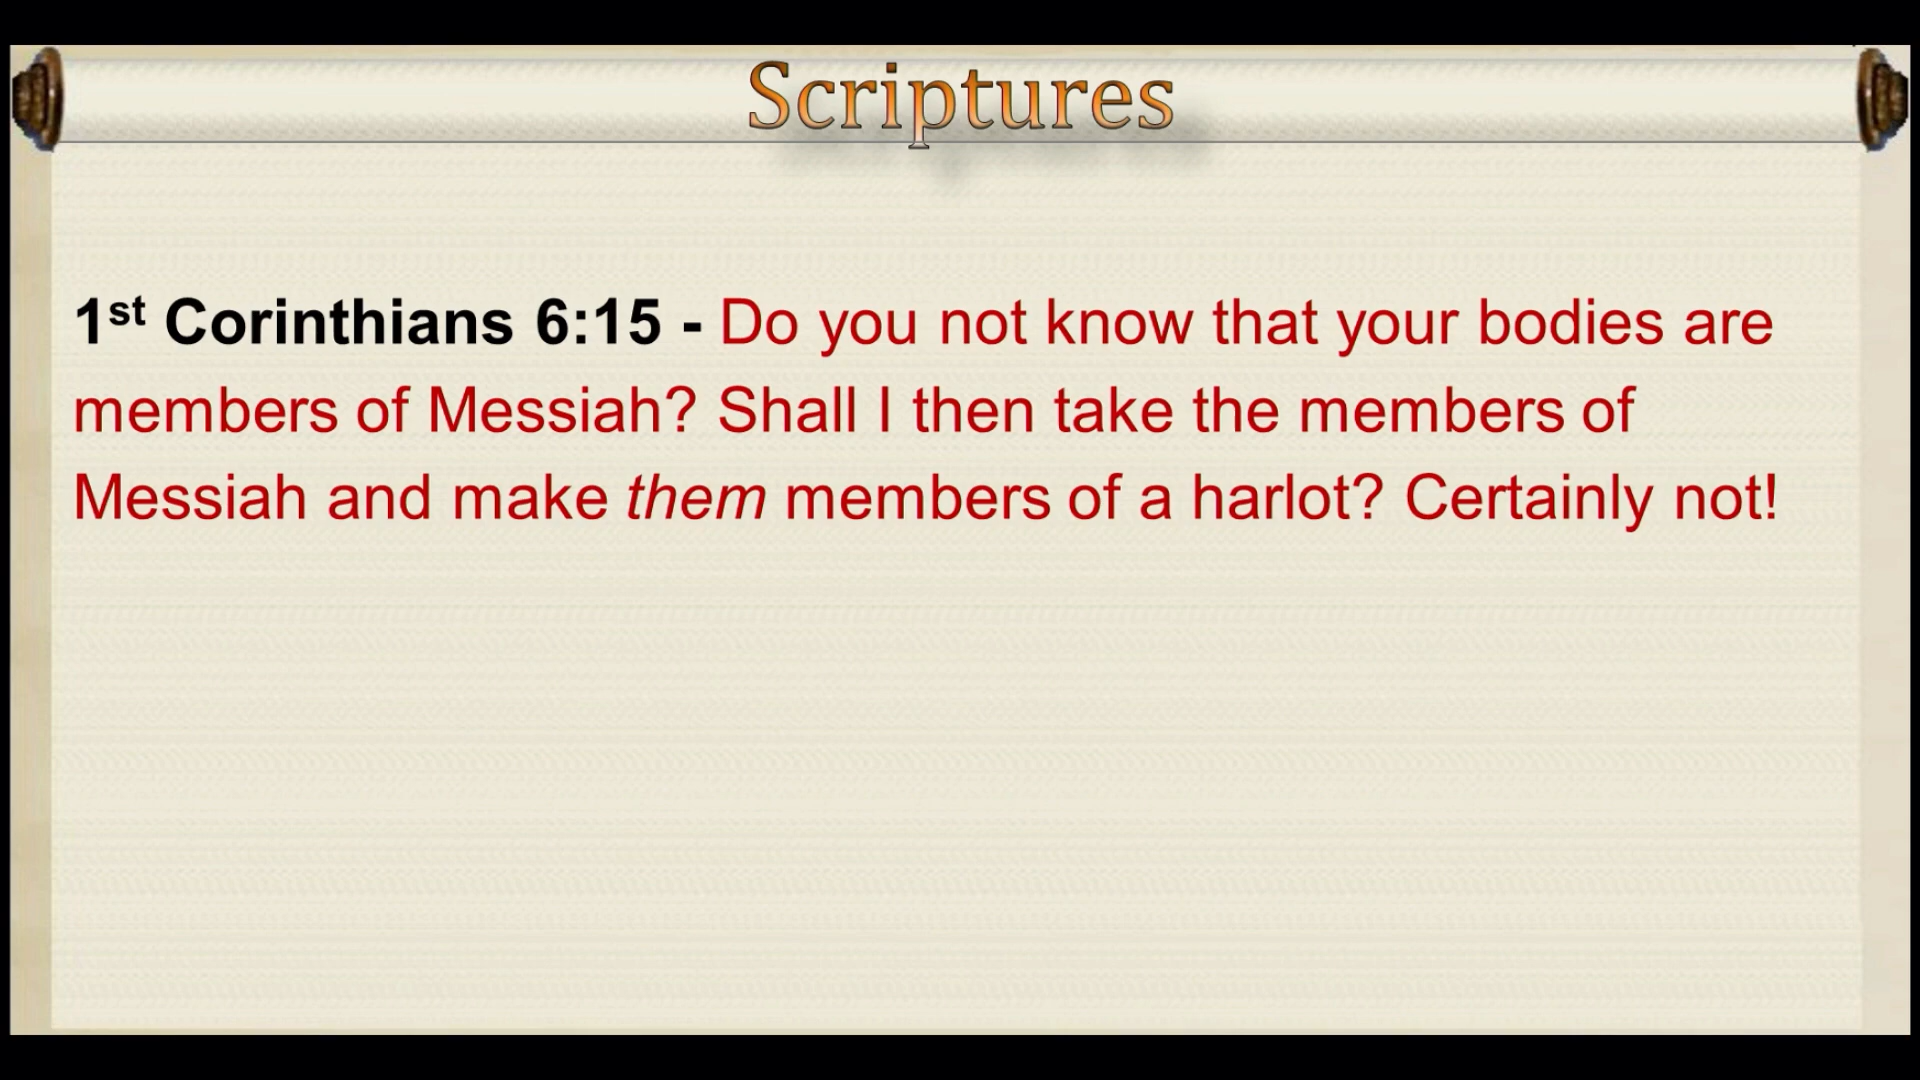 Scriptures
1st Corinthians 6:15 - Do you not know that your bodies are
members of Messiah? Shall I then take the members of
Messiah and make them members of a harlot? Certainly not!